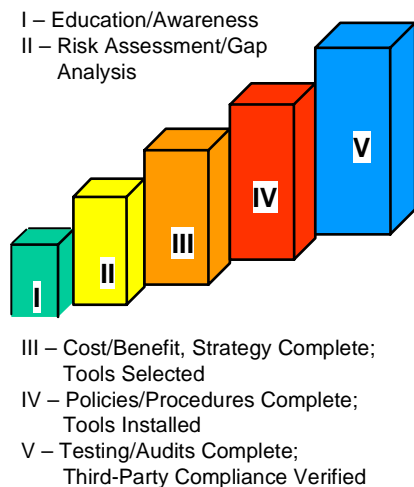 I – Education/Awareness
II – Risk Assessment/Gap
Analysis
I
II
III
IV
V
III – Cost/Benefit, Strategy Complete;
Tools Selected
IV – Policies/Procedures Complete;
Tools Installed
V – Testing/Audits Complete;
Third-Party Compliance Verified